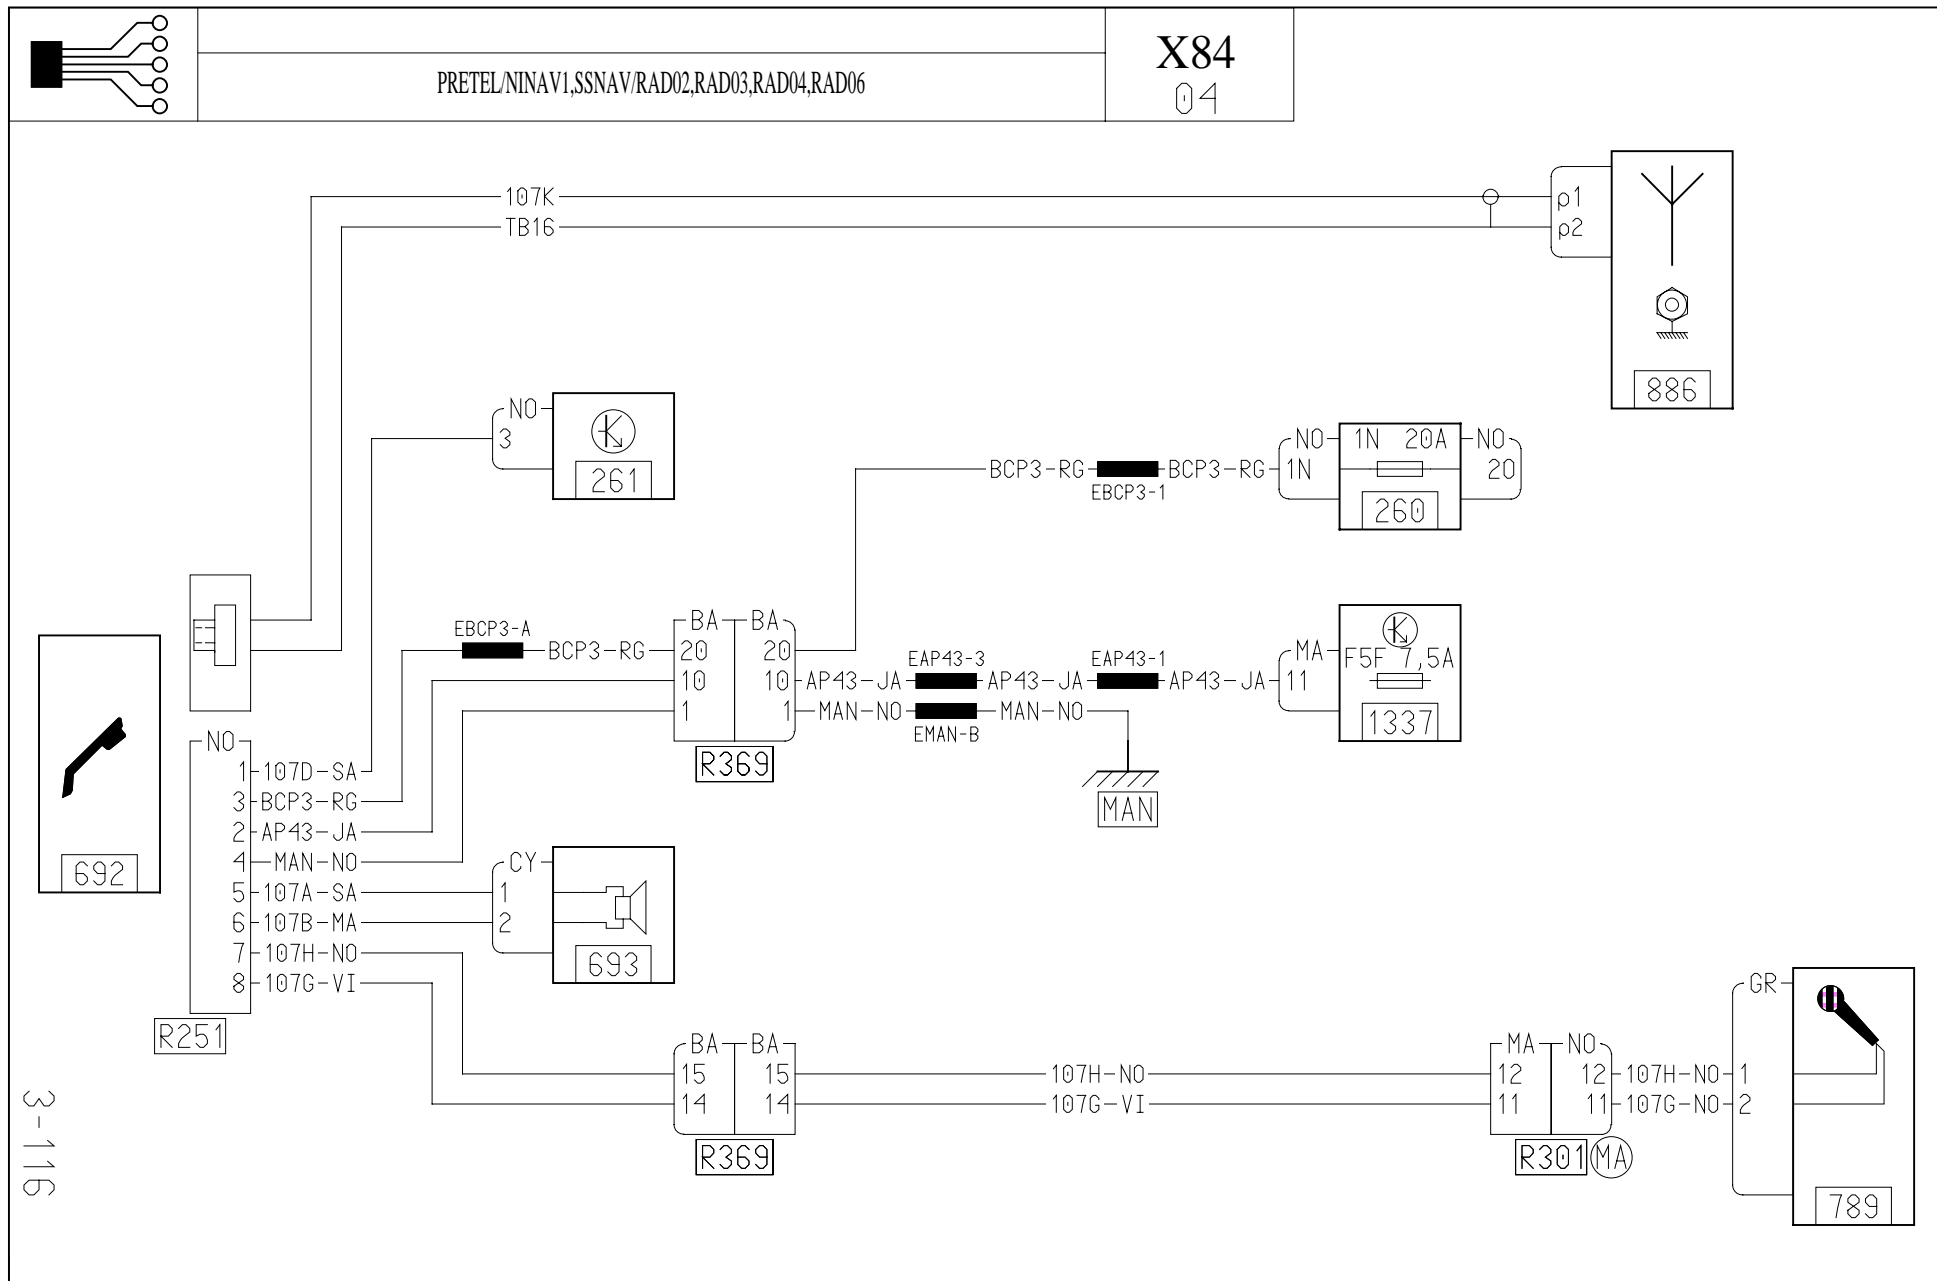 X84
PRETEL/NINAV1,SSNAV/RAD02,RAD03,RAD04,RAD06
04
107K
TB16
p1
p2
886
NO
3
261
BCP3-RG
EBCP3-1
BCP3-RG
NO
1N
1N 20A
NO
20
260
EBCP3-A
BCP3-RG
BA
BA
20
20
10
10
1
1
R369
AP43-JA
EAP43-3
AP43-JA
EAP43-1
AP43-JA
MA
11
F5F 7,5A
1337
MAN-NO
EMAN-B
MAN-NO
MAN
692
NO
1 107D-SA
3 BCP3-RG
2 AP43-JA
4 MAN-NO
5 107A-SA
6 107B-MA
7 107H-NO
8 107G-VI
R251
CY
1
2
693
BA
BA
15
15
14
14
R369
107H-NO
107G-VI
MA
NO
12
12
11
11
R301
MA
107H-NO
107G-NO
GR
1
2
789
3-116